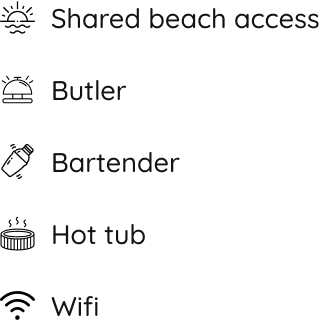 Shared beach access
Butler
Bartender
Hot tub
Wifi